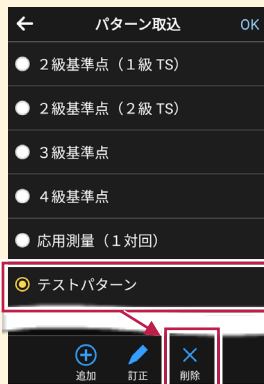 パターン取込 OK
２級基準点（１級 TS）
２級基準点（２級 TS）
３級基準点
４級基準点
応用測量（１対回）
テストパターン
追加 訂正 削除